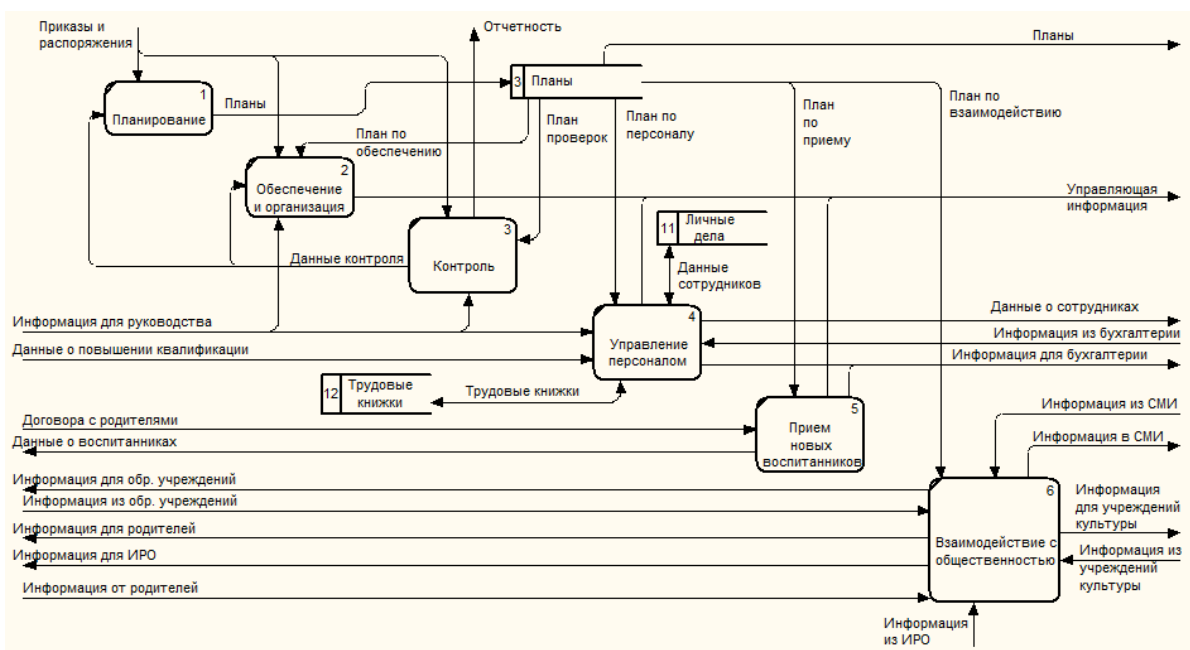 Приказы и
распоряжения
Отчетность
Планы
1
Планирование
Планы
3
Планы
План по
обеспечению
План
проверок
План по
персоналу
План
по
приему
План по
взаимодействию
2
Обеспечение
и организация
Управляющая
информация
3
Контроль
Данные контроля
11
Личные
дела
Данные
сотрудников
Информация для руководства
4
Управление
персоналом
Данные о сотрудниках
Информация из бухгалтерии
Информация для бухгалтерии
Данные о повышении квалификации
12
Трудовые
книжки
Трудовые книжки
Договора с родителями
Данные о воспитанниках
5
Прием
новых
воспитанников
Информация из СМИ
Информация в СМИ
Информация для обр. учреждений
Информация из обр. учреждений
Информация для родителей
Информация для ИРО
Информация от родителей
6
Взаимодействие с
общественностью
Информация
для учреждений
культуры
Информация из
учреждений
культуры
Информация
из ИРО